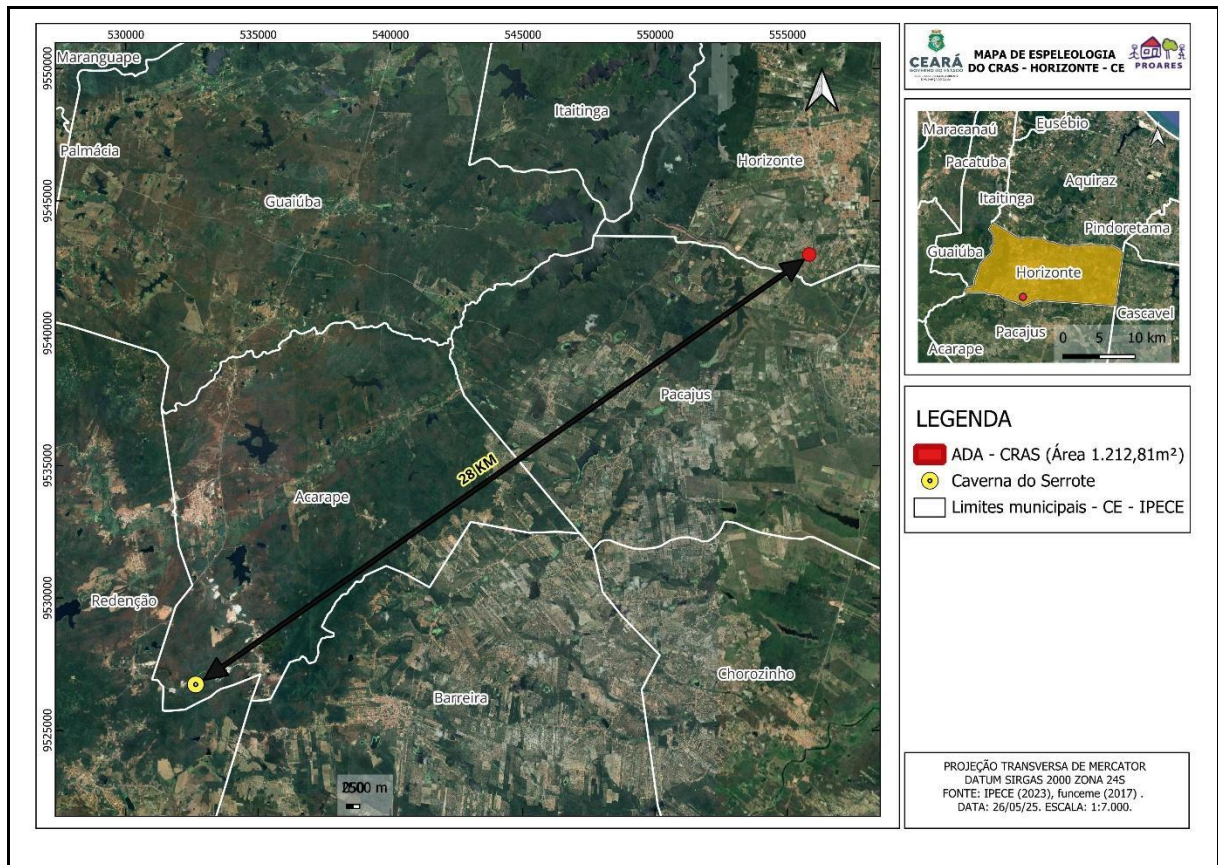 530000
535000
540000
545000
550000
555000
9550000
9545000
9540000
9535000
9530000
9525000
Maranguape
Itaitinga
Palmácia
Horizonte
Guaiúba
Pacajus
28 KM
Acarape
Redenção
Chorozinho
Barreira
CEARÁ
GOVERNO DO ESTADO
MAPA DE ESPELEOLOGIA
DO CRAS - HORIZONTE - CE
PROARES
Maracanaú
Eusébio
Pacatuba
Aquiraz
Itaitinga
Pindoretama
Guaiúba
Horizonte
Cascavel
Pacajus
Acarape
0 5 10 km
LEGENDA
ADA - CRAS (Área 1.212,81m²)
Caverna do Serrote
Limites municipais - CE - IPECE
PROJEÇÃO TRANSVERSA DE MERCATOR
DATUM SIRGAS 2000 ZONA 24S
FONTE: IPECE (2023), funceme (2017) .
DATA: 26/05/25. ESCALA: 1:7.000.